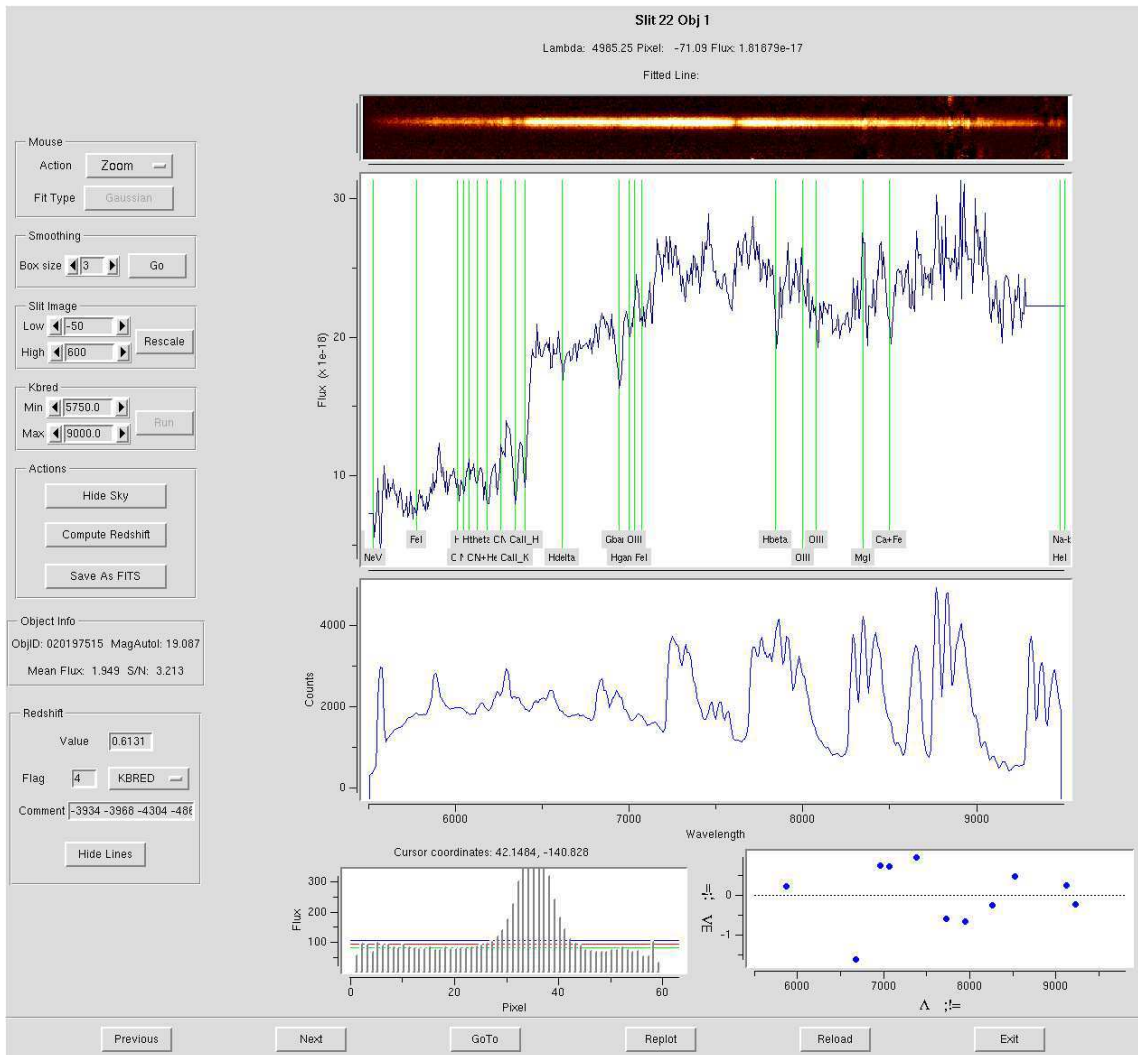 Slit 22 Obj 1
Lambda: 4985.25 Pixel: -71.09 Flux: 1.81879e-17
Fitted Line:
Mouse
Action Zoom
Fit Type Gaussian
Smoothing
Box size 3 Go
Slit Image
Low -50
High 600
Rescale
Kbred
Min 5750.0
Max 9000.0
Run
Actions
Hide Sky
Compute Redshift
Save As FITS
Object Info
ObjID: 020197515 MagAutoI: 19.087
Mean Flux: 1.949 S/N: 3.213
Redshift
Value 0.6131
Flag 4 KBRED
Comment -3934 -3968 -4304 -486
Hide Lines
Flux (x 1e-18)
30
20
10
FeI Htheta CaII_H OIII Hbeta OIII Ca+Fe
NeV CN+He CaII_K Hdelta Hgan FeI OIII MgI HeI
Counts
4000
2000
0
6000 7000 8000 9000
Wavelength
Cursor coordinates: 42.1484, -140.828
Flux
300
200
100
0 20 40 60
Pixel
0
-1
6000 7000 8000 9000
Λ ;!=
Previous Next GoTo Replot Reload Exit